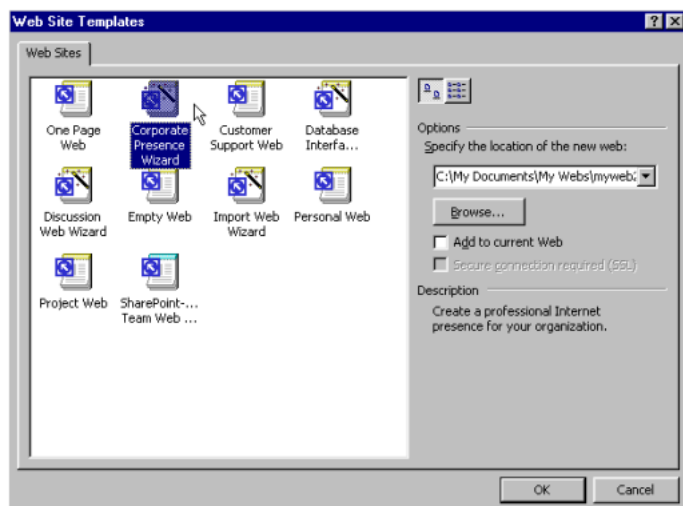 Web Site Templates
Web Sites
One Page
Web
Corporate
Presence
Wizard
Customer
Support Web
Database
Interfa...
Discussion
Web Wizard
Empty Web
Import Web
Wizard
Personal Web
Project Web
SharePoint-...
Team Web ...
Options
Specify the location of the new web:
C:\My Documents\My Webs\myweb2
Browse...
Add to current Web
Secure connection required (SSL)
Description
Create a professional Internet
presence for your organization.
OK
Cancel